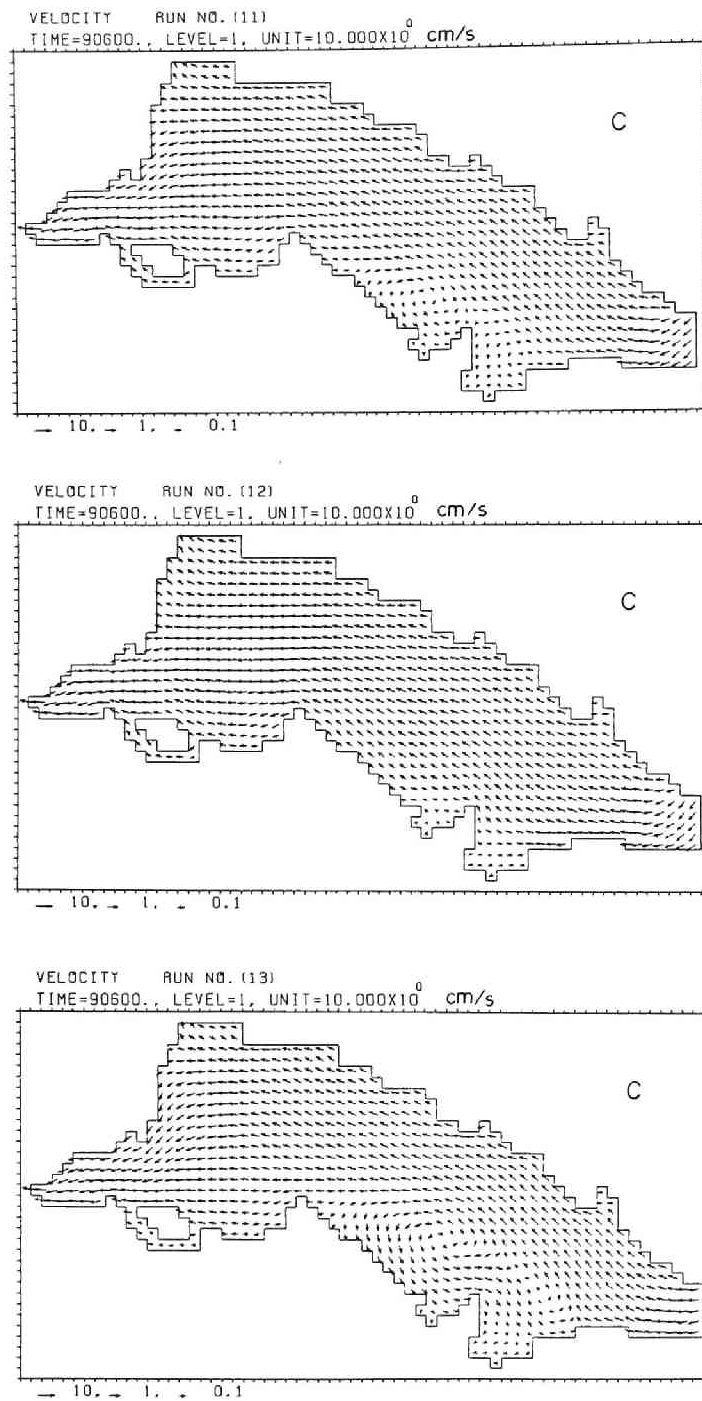 VELOCITY RUN NO.(11)
TIME=90600., LEVEL=1, UNIT=10.000X10⁰ cm/s
C
→ 10, → 1, → 0.1
VELOCITY RUN NO.(12)
TIME=90600., LEVEL=1, UNIT=10.000X10⁰ cm/s
C
→ 10, → 1, → 0.1
VELOCITY RUN NO.(13)
TIME=90600., LEVEL=1, UNIT=10.000X10⁰ cm/s
C
→ 10, → 1, → 0.1